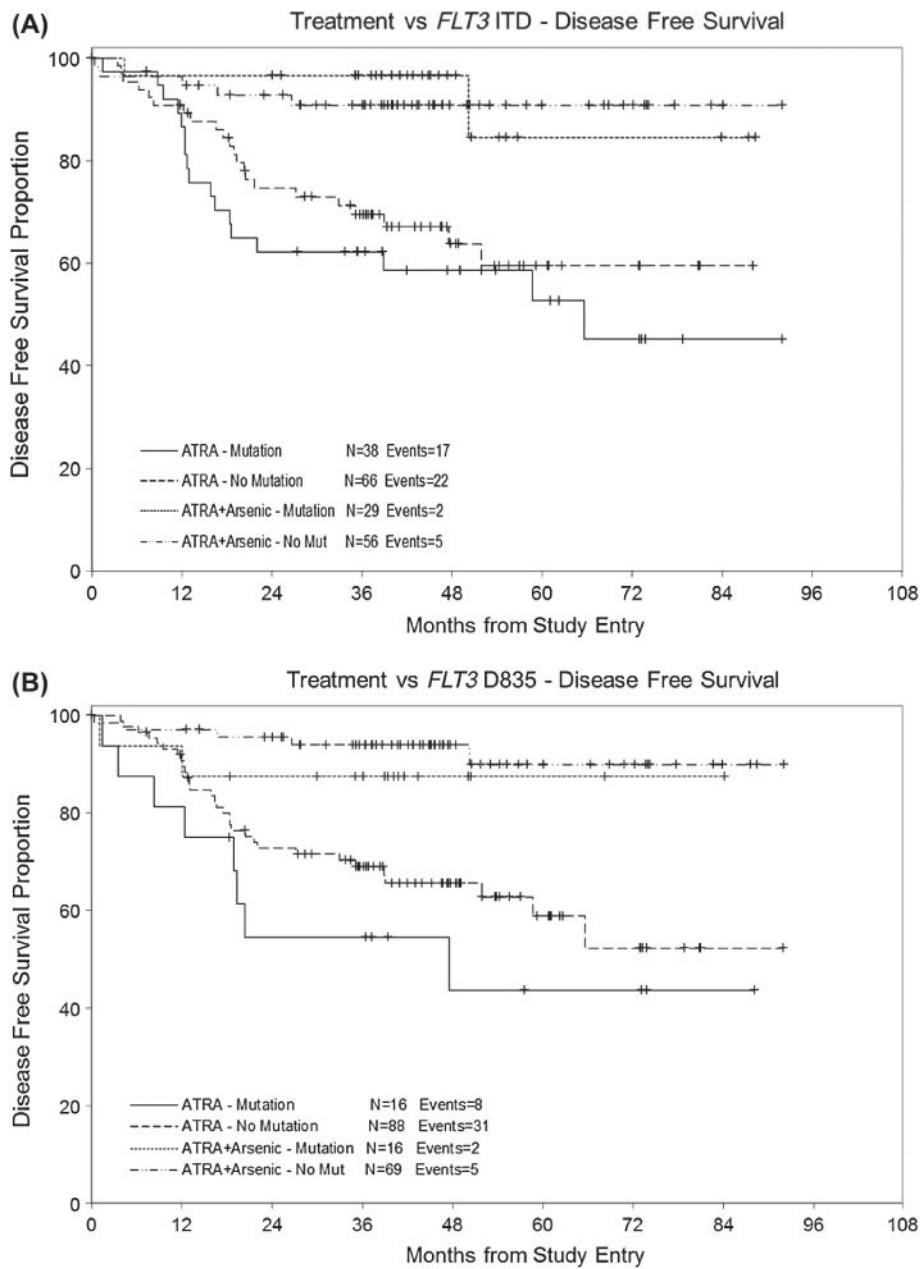 (A)
Treatment vs FLT3 ITD - Disease Free Survival
100
80
60
40
20
0
Disease Free Survival Proportion
ATRA - Mutation N=38 Events=17
ATRA - No Mutation N=66 Events=22
ATRA+Arsenic - Mutation N=29 Events=2
ATRA+Arsenic - No Mut N=56 Events=5
0 12 24 36 48 60 72 84 96 108
Months from Study Entry
(B)
Treatment vs FLT3 D835 - Disease Free Survival
100
80
60
40
20
0
Disease Free Survival Proportion
ATRA - Mutation N=16 Events=8
ATRA - No Mutation N=88 Events=31
ATRA+Arsenic - Mutation N=16 Events=2
ATRA+Arsenic - No Mut N=69 Events=5
0 12 24 36 48 60 72 84 96 108
Months from Study Entry